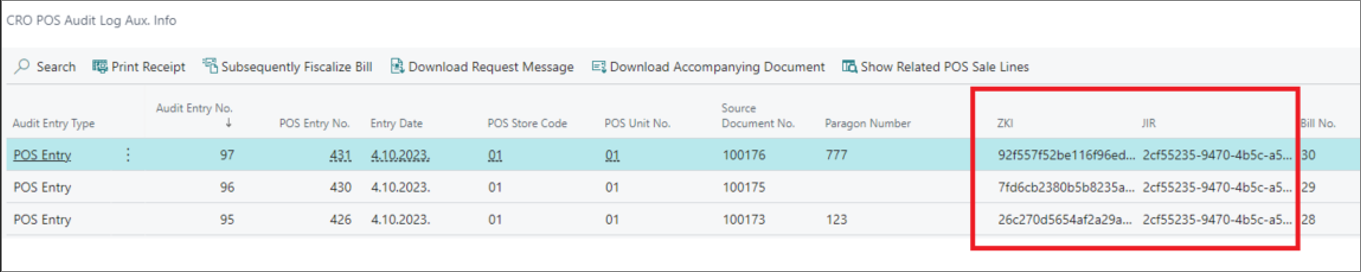 CRO POS Audit Log Aux. Info
Search Print Receipt Subsequently Fiscalize Bill Download Request Message Download Accompanying Document Show Related POS Sale Lines
Audit Entry Type Audit Entry No. ↓ POS Entry No. Entry Date POS Store Code POS Unit No. Source Document No. Paragon Number ZKI JIR Bill No.
POS Entry 97 431 4.10.2023. 01 01 100176 777 92f557f52be116f96ed... 2cf55235-9470-4b5c-a5... 30
POS Entry 96 430 4.10.2023. 01 01 100175 7fd6cb2380b5b8235a... 2cf55235-9470-4b5c-a5... 29
POS Entry 95 426 4.10.2023. 01 01 100173 123 26c270d5654af2a29a... 2cf55235-9470-4b5c-a5... 28